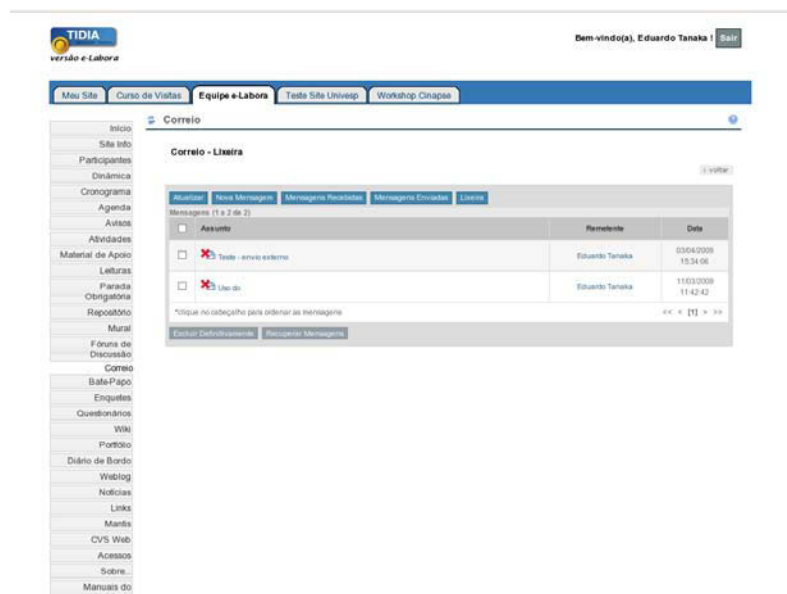 TIDIA
versão e-Labora
Bem-vindo(a), Eduardo Tanaka !
Sair
Meu Site
Curso de Visitas
Equipe e-Labora
Teste Site Univesp
Workshop Cinapse
Início
Site Info
Participantes
Dinâmica
Cronograma
Agenda
Avisos
Atividades
Material de Apoio
Leituras
Parada
Obrigatória
Repositório
Mural
Fóruns de
Discussão
Correio
Bate-Papo
Enquetes
Questionários
Wiki
Portfólio
Diário de Bordo
Weblog
Notícias
Links
Mantis
CVS Web
Acessos
Sobre...
Manuais do
Correio
?
Correio - Lixeira
‹ voltar
Atualizar
Nova Mensagem
Mensagens Recebidas
Mensagens Enviadas
Lixeira
Mensagens (1 a 2 de 2)
Assunto
Remetente
Data
Teste - envio externo
Eduardo Tanaka
03/04/2009
15:34:06
Uso do
Eduardo Tanaka
11/03/2009
11:42:42
*clique no cabeçalho para ordenar as mensagens
<< < [1] > >>
Excluir Definitivamente
Recuperar Mensagens